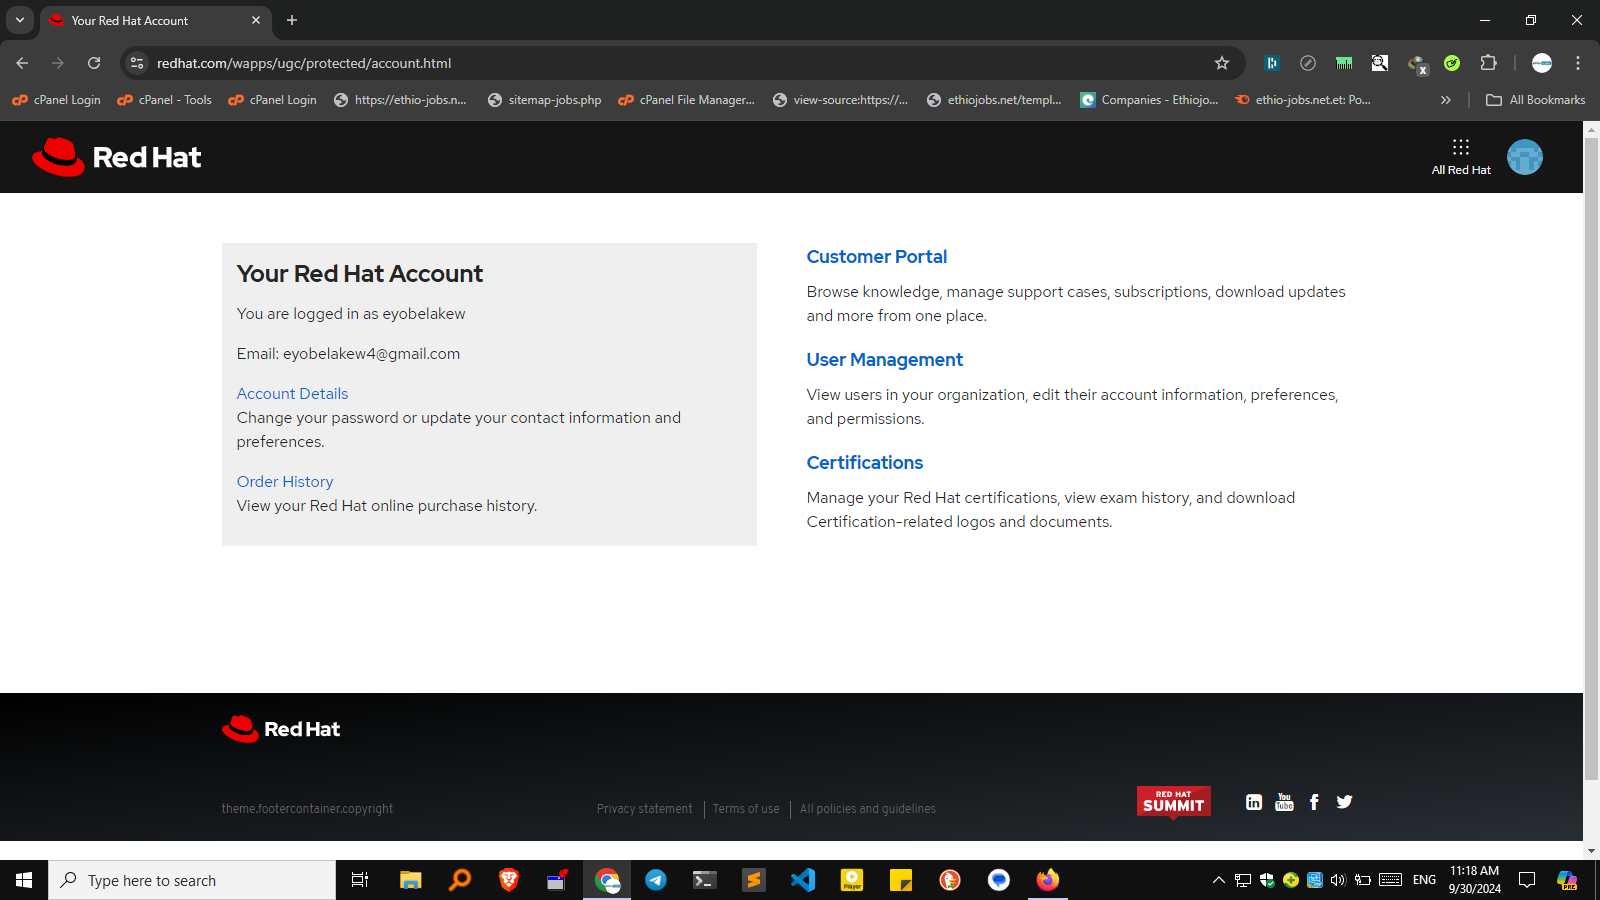 Your Red Hat Account
redhat.com/wapps/ugc/protected/account.html
cPanel Login
cPanel - Tools
cPanel Login
https://ethio-jobs.n...
sitemap-jobs.php
cPanel File Manager...
view-source:https://...
ethiojobs.net/templ...
Companies - Ethiojo...
ethio-jobs.net.et: Po...
All Bookmarks
Red Hat
All Red Hat
Your Red Hat Account
You are logged in as eyobelakew
Email: eyobelakew4@gmail.com
Account Details
Change your password or update your contact information and
preferences.
Order History
View your Red Hat online purchase history.
Customer Portal
Browse knowledge, manage support cases, subscriptions, download updates
and more from one place.
User Management
View users in your organization, edit their account information, preferences,
and permissions.
Certifications
Manage your Red Hat certifications, view exam history, and download
Certification-related logos and documents.
Red Hat
theme.footercontainer.copyright
Privacy statement
Terms of use
All policies and guidelines
RED HAT
SUMMIT
You
Tube
Type here to search
Player
ENG
11:18 AM
9/30/2024
PRE